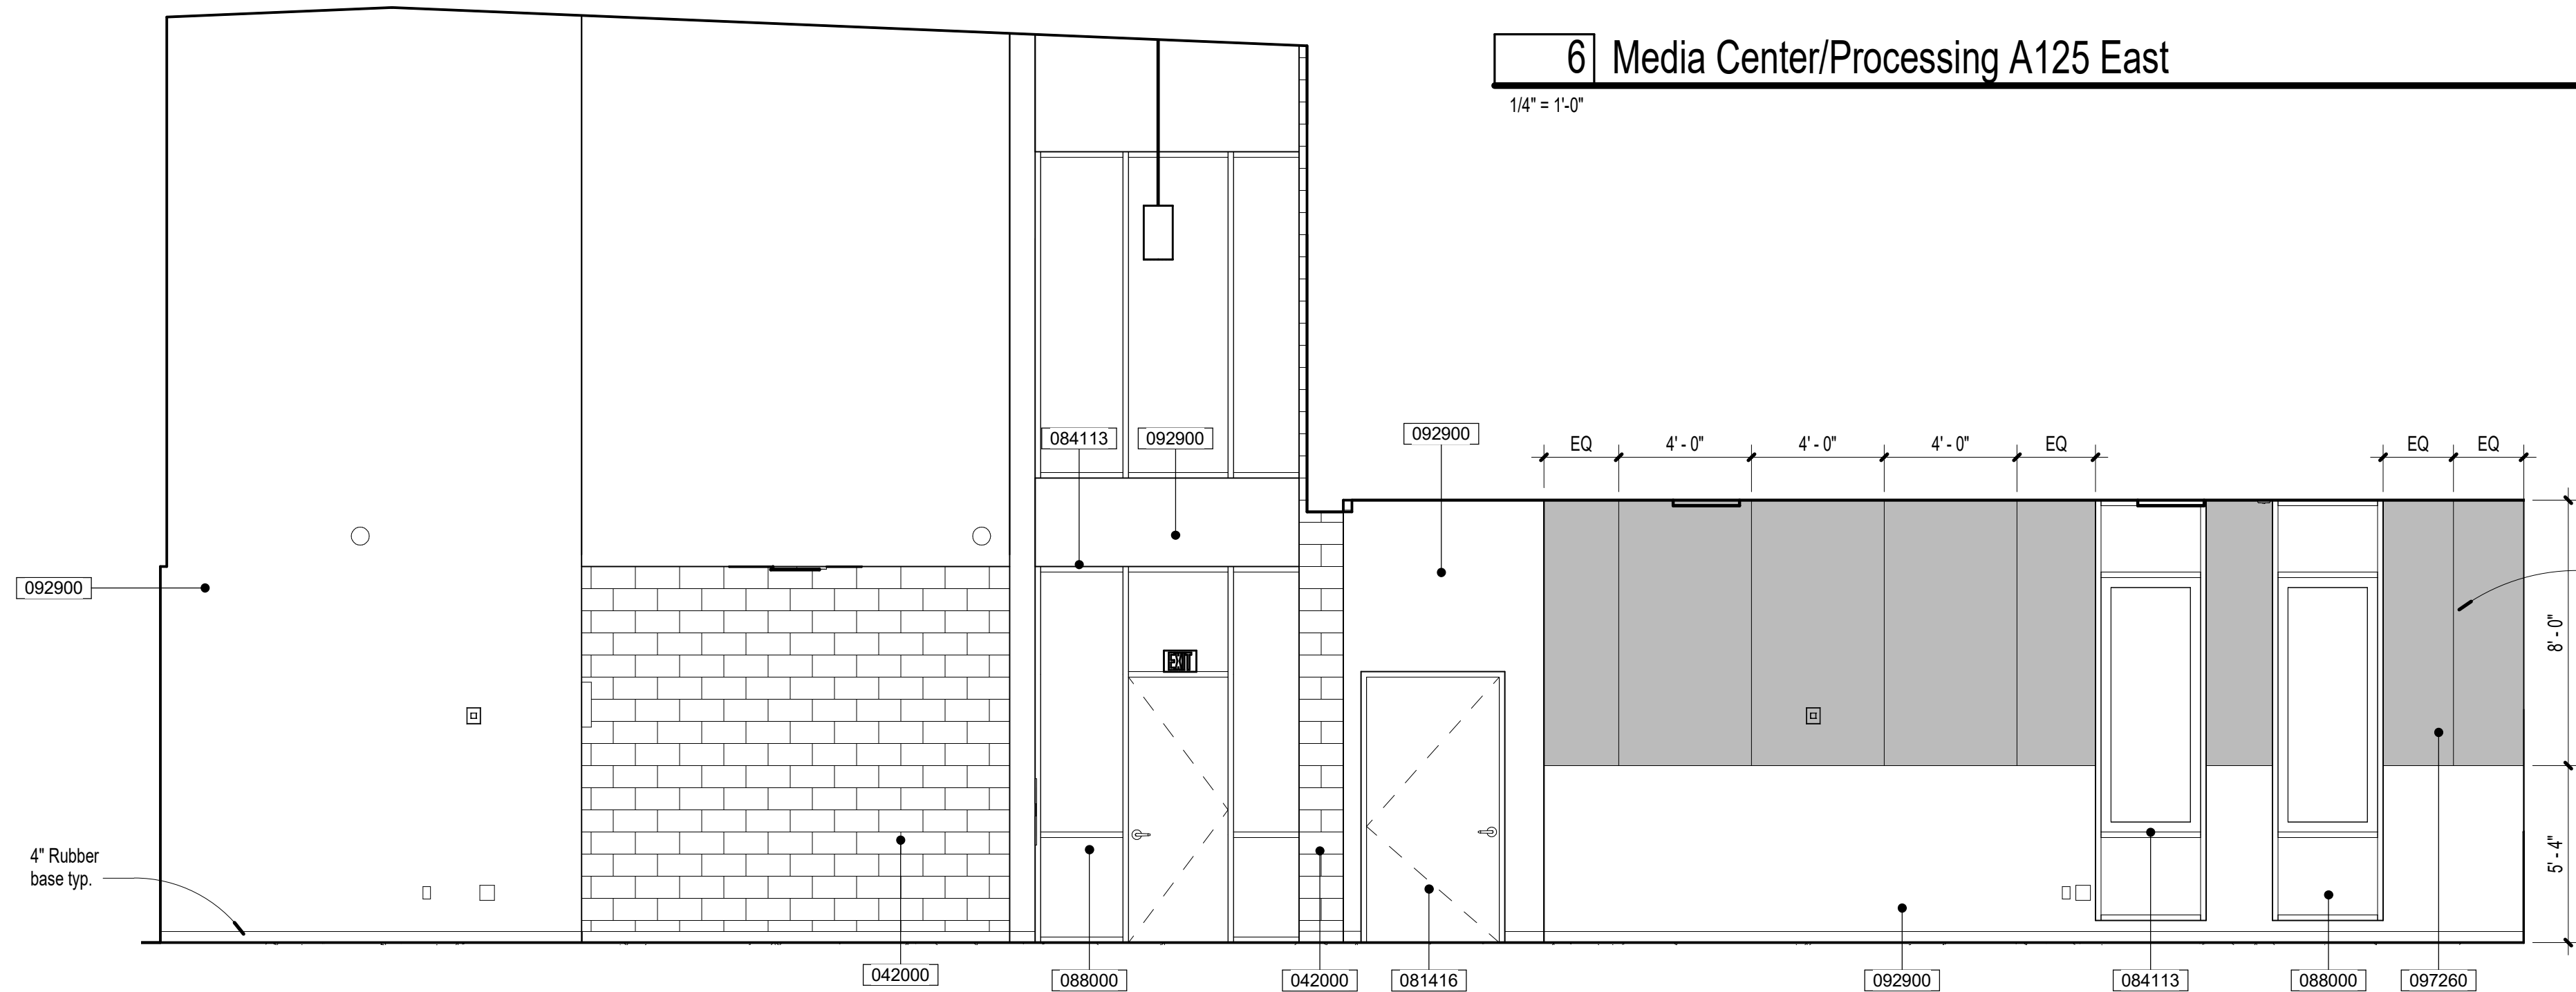 6 Media Center/Processing A125 East
1/4" = 1'-0"
084113
092900
092900
EQ
4' - 0"
4' - 0"
4' - 0"
EQ
EQ
EQ
092900
EXIT
8' - 0"
5' - 4"
4" Rubber
base typ.
042000
088000
042000
081416
092900
084113
088000
097260